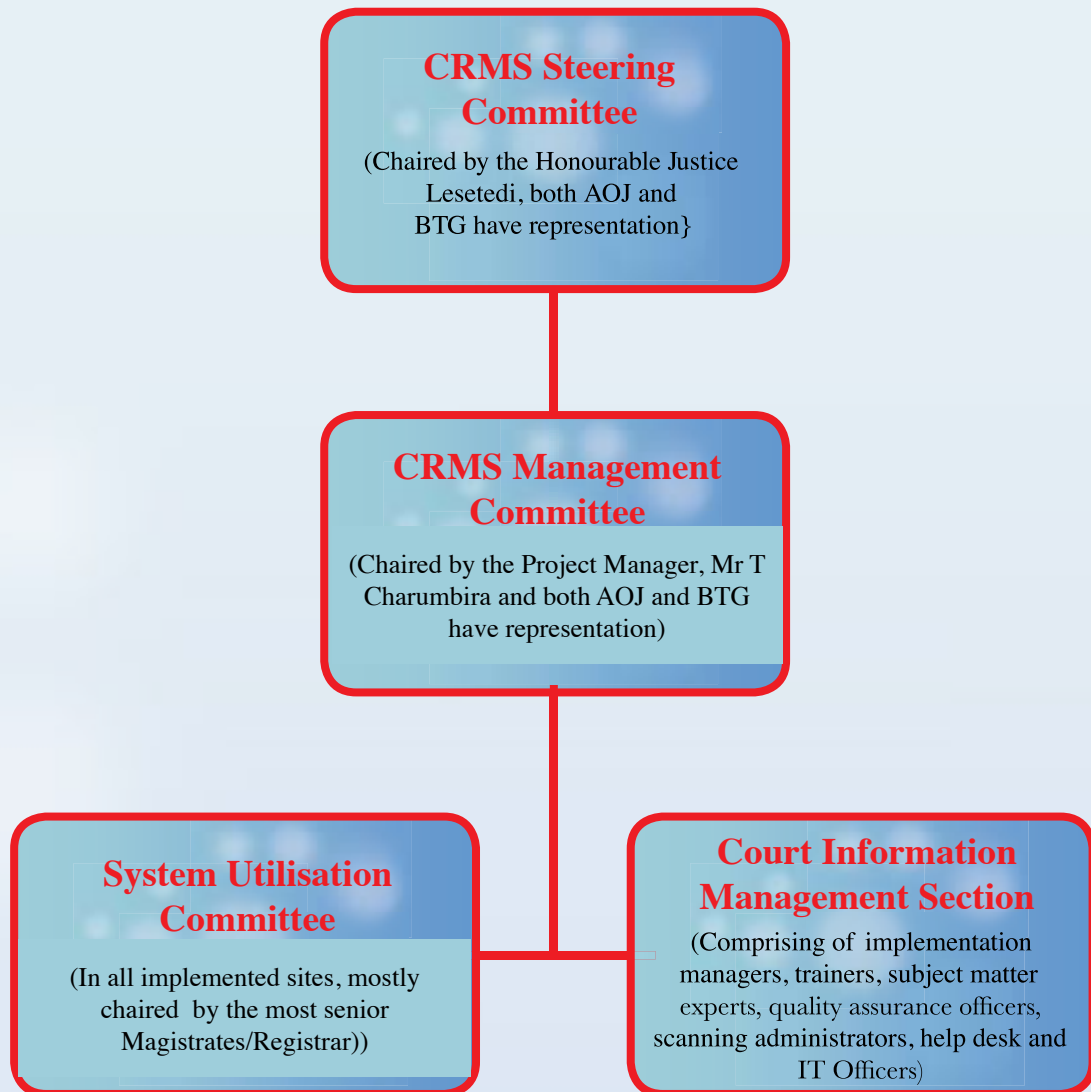 CRMS Steering
Committee
(Chaired by the Honourable Justice
Lesetedi, both AOJ and
BTG have representation}
CRMS Management
Committee
(Chaired by the Project Manager, Mr T
Charumbira and both AOJ and BTG
have representation)
System Utilisation
Committee
(In all implemented sites, mostly
chaired by the most senior
Magistrates/Registrar))
Court Information
Management Section
(Comprising of implementation
managers, trainers, subject matter
experts, quality assurance officers,
scanning administrators, help desk and
IT Officers)